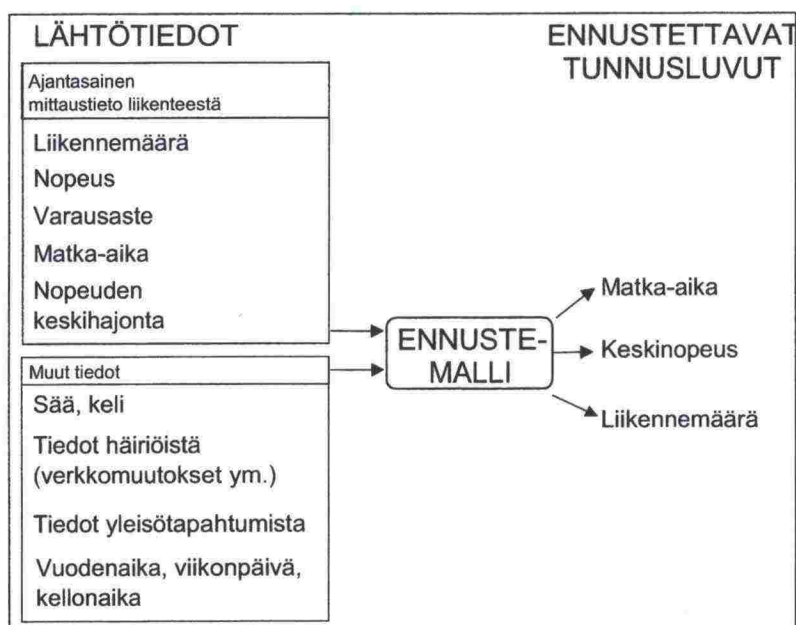 LÄHTÖTIEDOT
Ajantasainen
mittaustieto liikenteestä
Liikennemäärä
Nopeus
Varausaste
Matka-aika
Nopeuden
keskihajonta
Muut tiedot
Sää, keli
Tiedot häiriöistä
(verkkomuutokset ym.)
Tiedot yleisötapahtumista
Vuodenaika, viikonpäivä,
kellonaika
ENNUSTE-
MALLI
ENNUSTETTAVAT
TUNNUSLUVUT
Matka-aika
Keskinopeus
Liikennemäärä